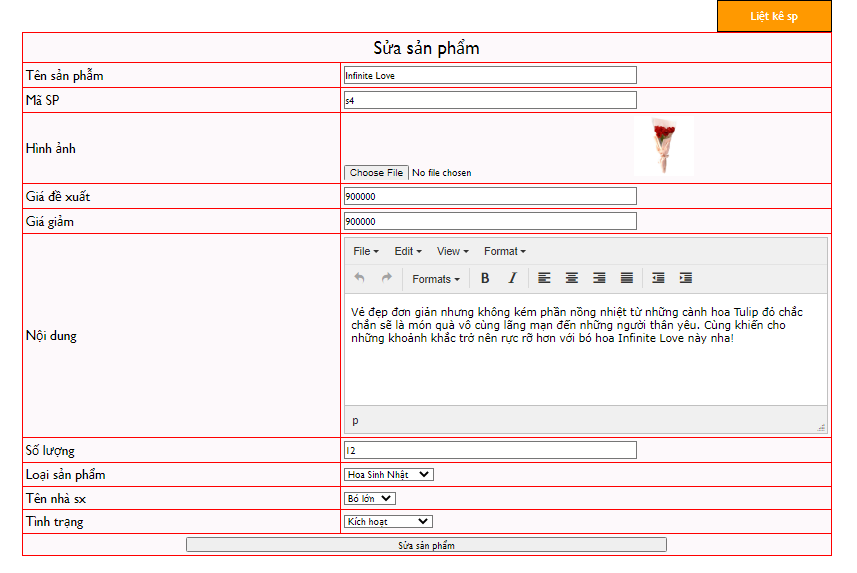 Liệt kê sp
Sửa sản phẩm
Tên sản phẫm
Infinite Love
Mã SP
s4
Hình ảnh
Choose File No file chosen
Giá đề xuất
900000
Giá giảm
900000
Nội dung
File Edit View Format
Formats B I
Vẻ đẹp đơn giản nhưng không kém phần nồng nhiệt từ những cành hoa Tulip đỏ chắc
chắn sẽ là món quà vô cùng lãng mạn đến những người thân yêu. Cùng khiến cho
những khoảnh khắc trở nên rực rỡ hơn với bó hoa Infinite Love này nha!
p
Số lượng
12
Loại sản phẩm
Hoa Sinh Nhật
Tên nhà sx
Bó lớn
Tình trạng
Kích hoạt
Sửa sản phẩm